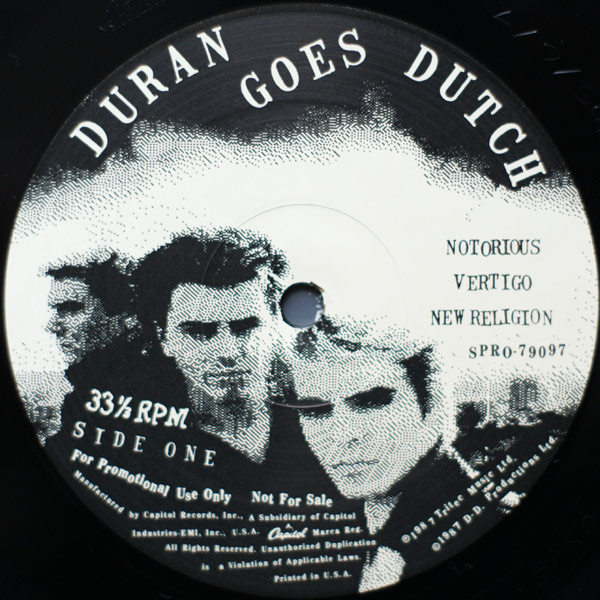 DURAN GOES DUTCH
NOTORIOUS
VERTIGO
NEW RELIGION
SPRO-79097
33⅓ RPM
SIDE ONE
For Promotional Use Only Not For Sale
Manufactured by Capitol Records, Inc., A Subsidiary of Capitol
Industries-EMI, Inc., U.S.A. Capitol Marca Reg.
All Rights Reserved. Unauthorized Duplication
is a Violation of Applicable Laws.
Printed in U.S.A.
©1987 Tritec Music Ltd.
℗1987 D.D. Productions Ltd.